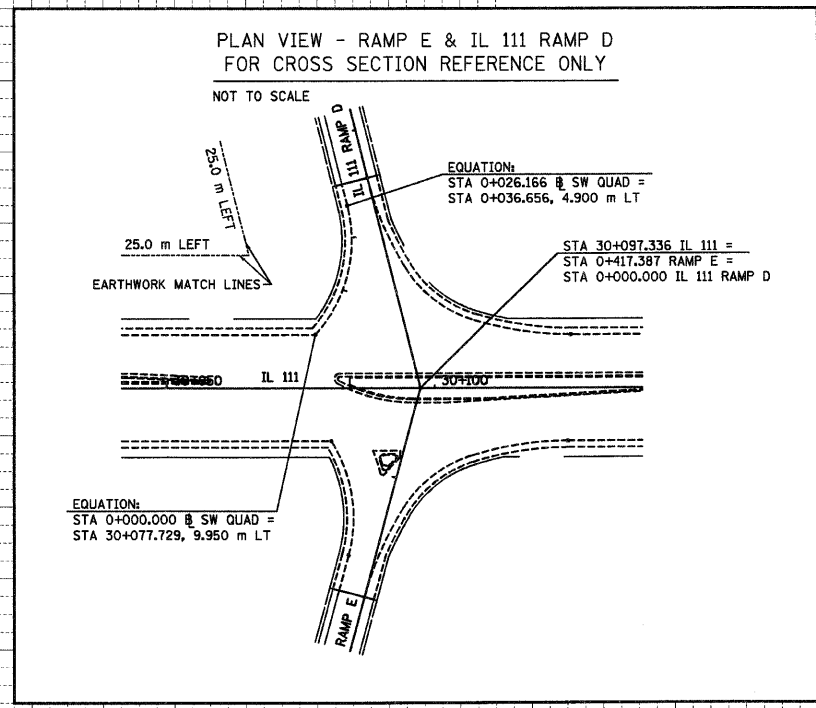 PLAN VIEW - RAMP E & IL 111 RAMP D
FOR CROSS SECTION REFERENCE ONLY
NOT TO SCALE
IL 111 RAMP D
25.0 m LEFT
EQUATION:
STA 0+026.166 ℄ SW QUAD =
STA 0+036.656, 4.900 m LT
25.0 m LEFT
EARTHWORK MATCH LINES
STA 30+097.336 IL 111 =
STA 0+417.387 RAMP E =
STA 0+000.000 IL 111 RAMP D
IL 111
30+100
EQUATION:
STA 0+000.000 ℄ SW QUAD =
STA 30+077.729, 9.950 m LT
RAMP E